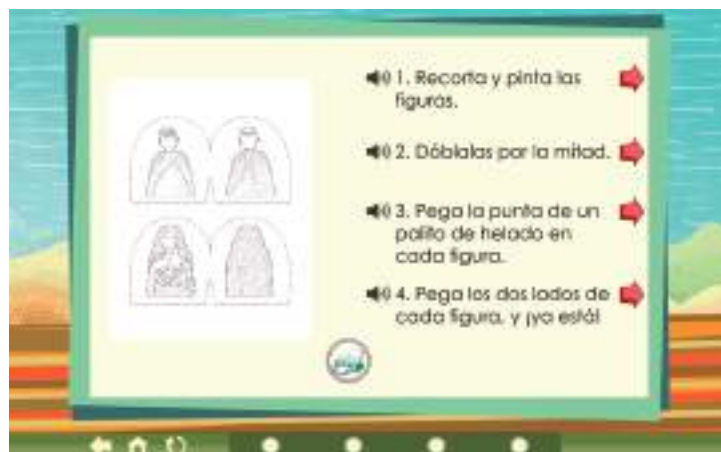 1. Recorta y pinta las
figuras.
2. Dóblalas por la mitad.
3. Pega la punta de un
palito de helado en
cada figura.
4. Pega los dos lados de
cada figura, y ¡ya está!